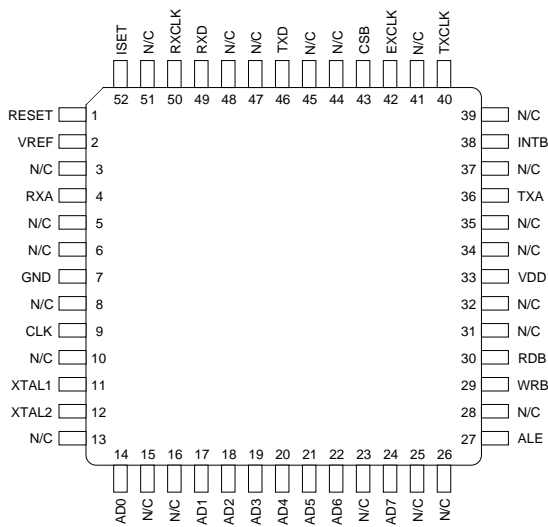 ISET N/C RXCLK RXD N/C N/C TXD N/C N/C CSB EXCLK N/C TXCLK
52 51 50 49 48 47 46 45 44 43 42 41 40
RESET 1 39 N/C
VREF 2 38 INTB
N/C 3 37 N/C
RXA 4 36 TXA
N/C 5 35 N/C
N/C 6 34 N/C
GND 7 33 VDD
N/C 8 32 N/C
CLK 9 31 N/C
N/C 10 30 RDB
XTAL1 11 29 WRB
XTAL2 12 28 N/C
N/C 13 27 ALE
14 15 16 17 18 19 20 21 22 23 24 25 26
AD0 N/C N/C AD1 AD2 AD3 AD4 AD5 AD6 N/C AD7 N/C N/C